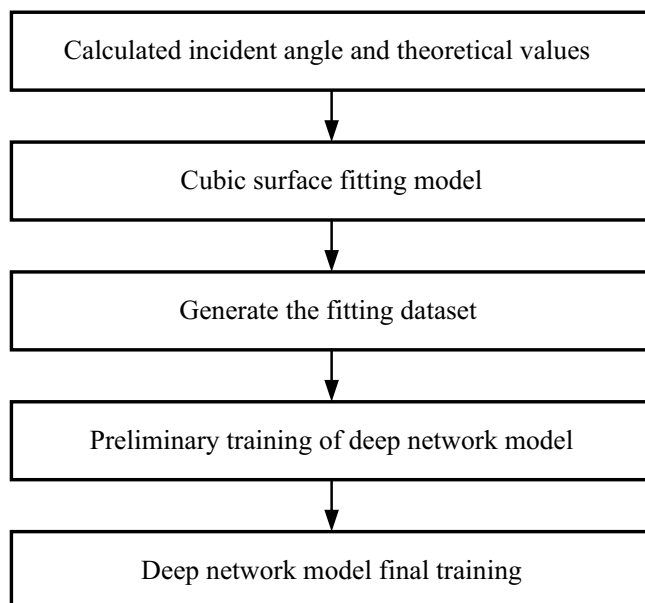 Calculated incident angle and theoretical values
Cubic surface fitting model
Generate the fitting dataset
Preliminary training of deep network model
Deep network model final training